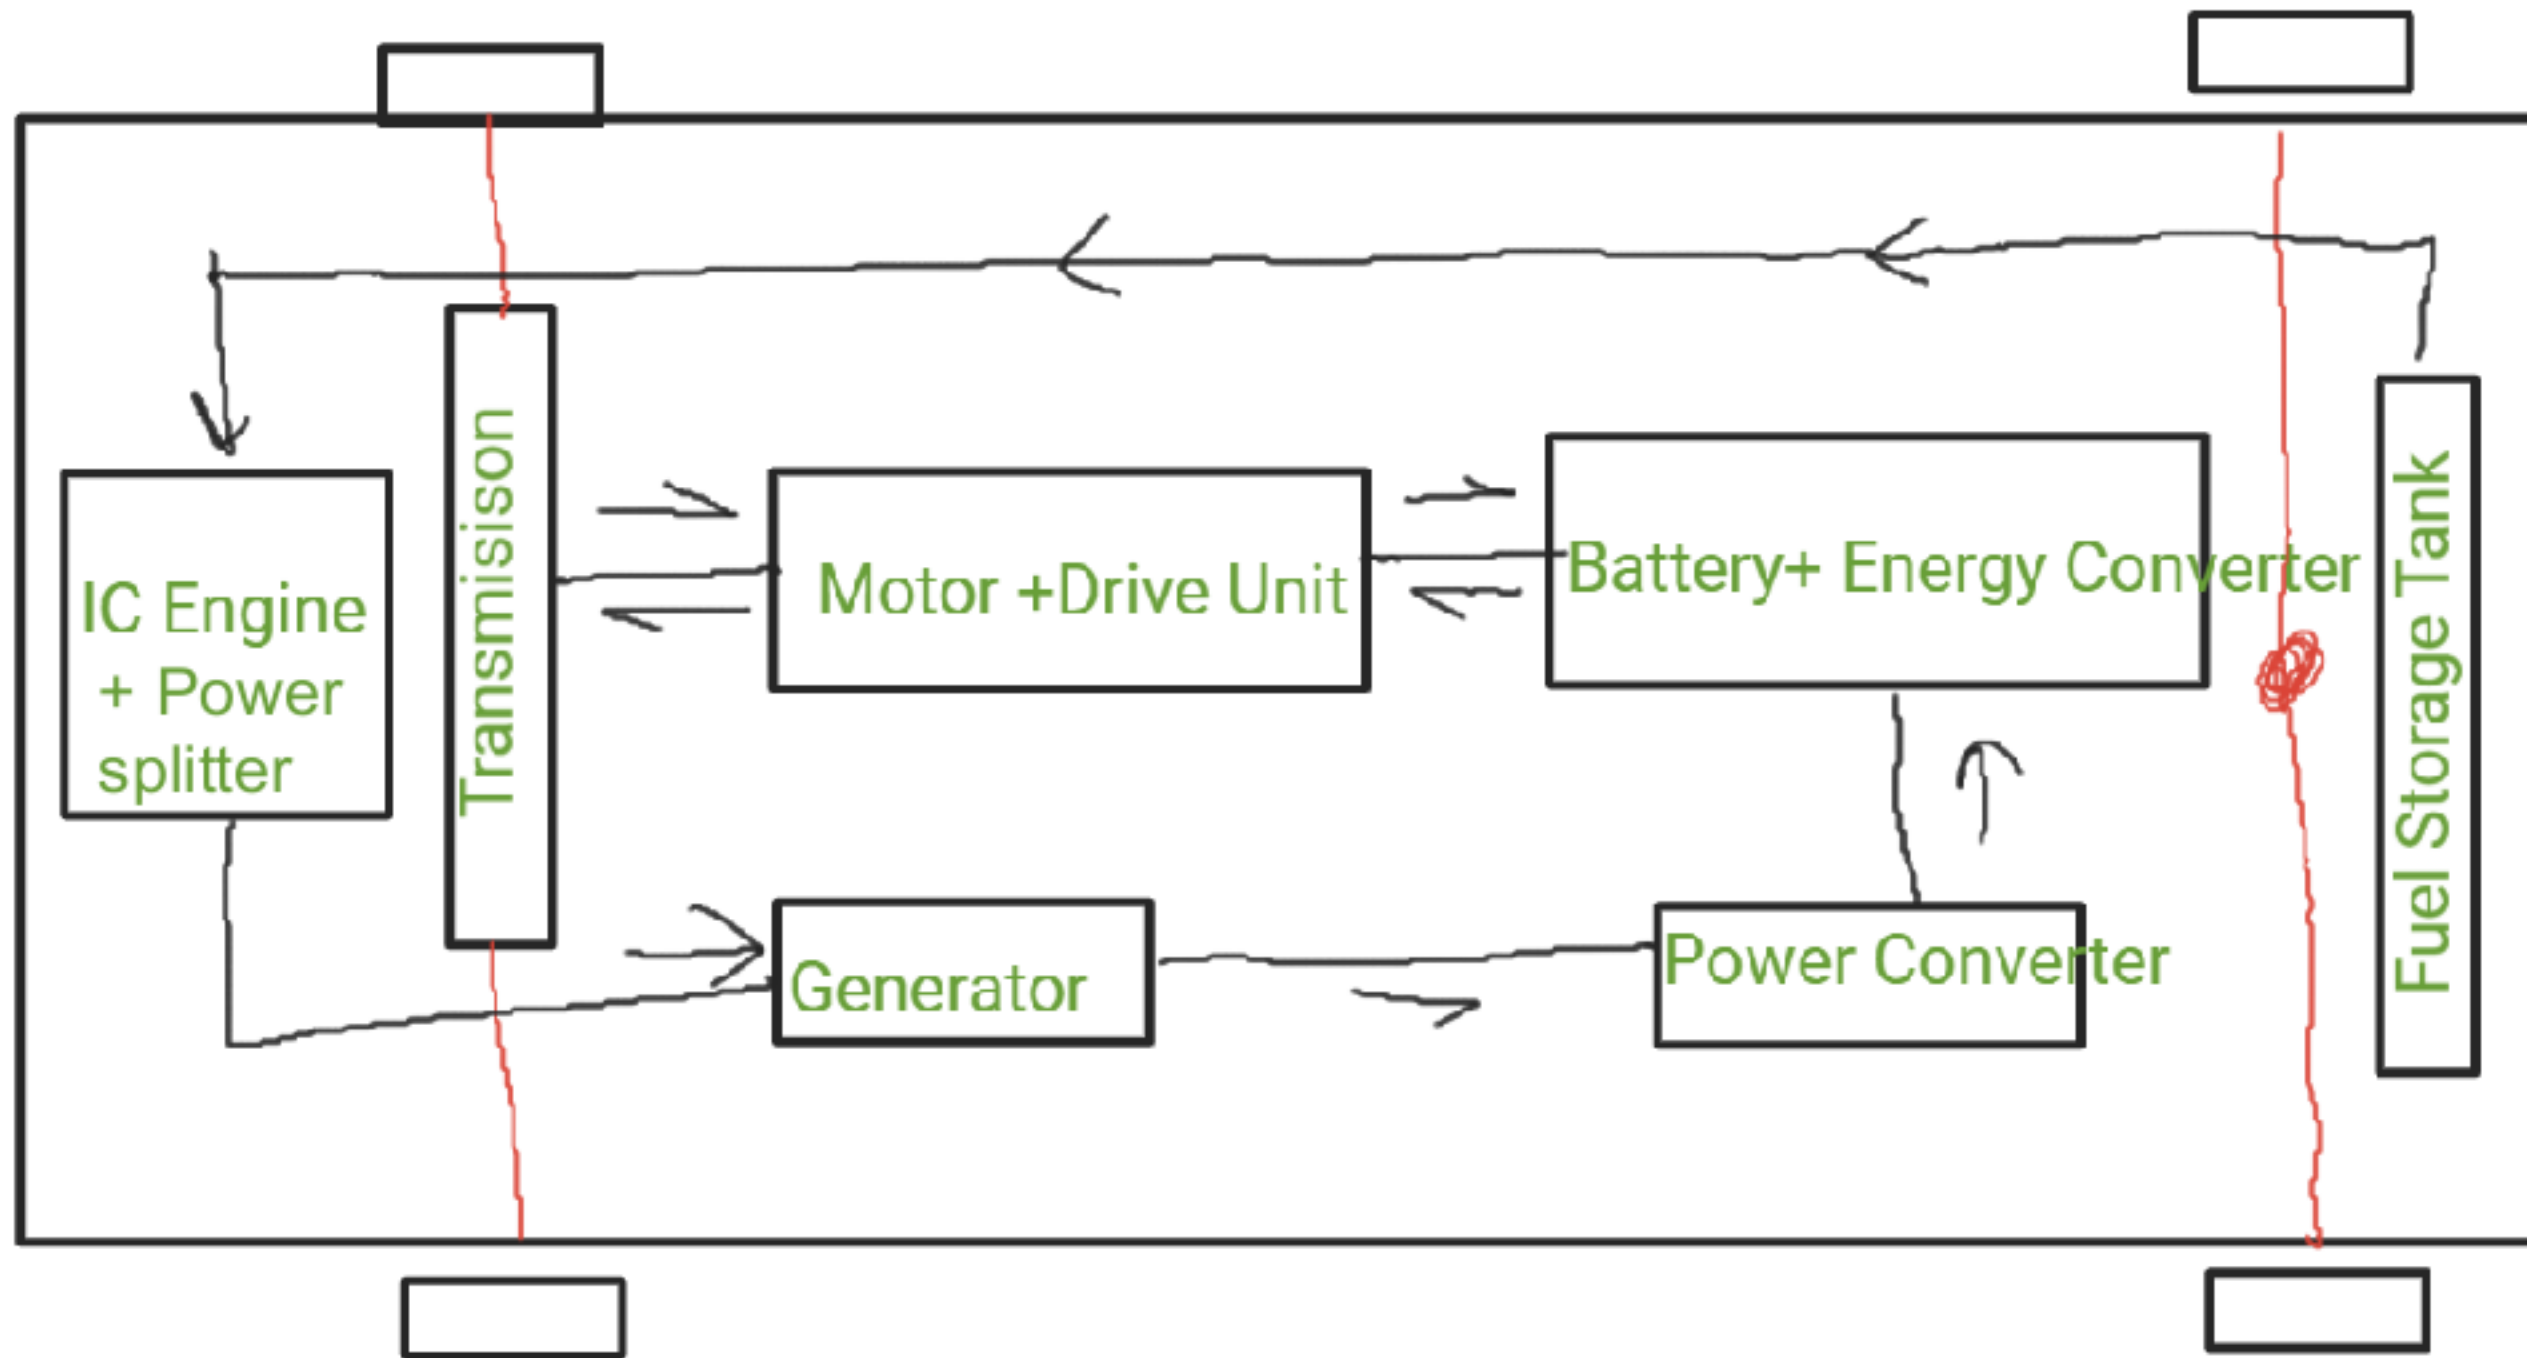 IC Engine
+ Power
splitter
Transmisison
Motor +Drive Unit
Battery+ Energy Converter
Fuel Storage Tank
Generator
Power Converter